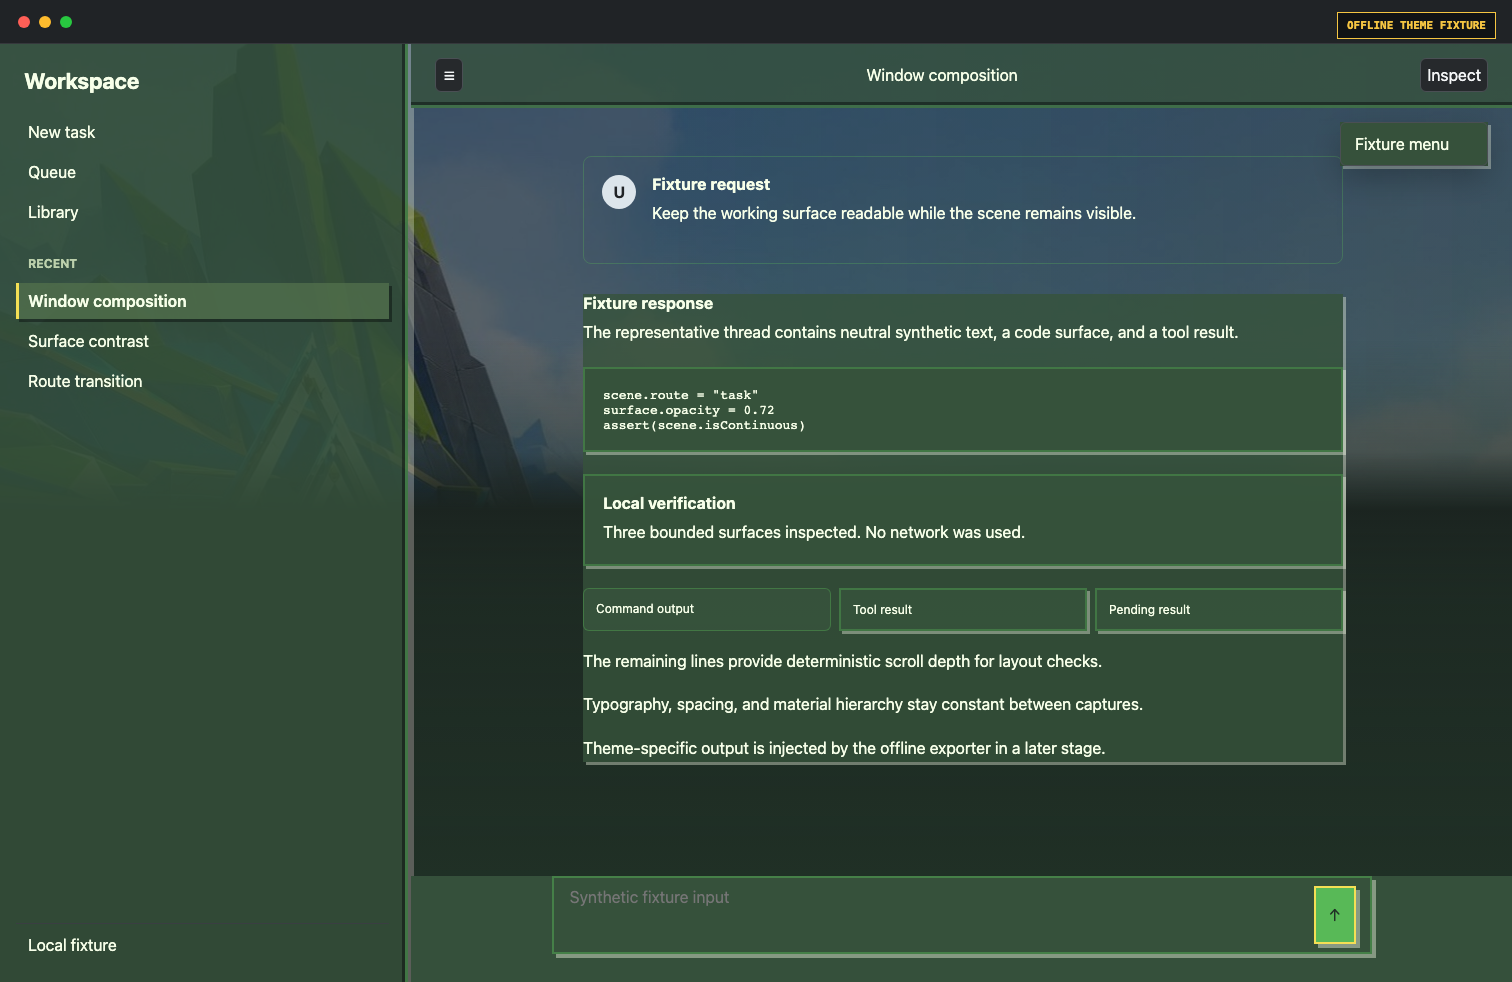 OFFLINE THEME FIXTURE
Workspace
New task
Queue
Library
RECENT
Window composition
Surface contrast
Route transition
Local fixture
Window composition
Inspect
Fixture menu
U
Fixture request
Keep the working surface readable while the scene remains visible.
Fixture response
The representative thread contains neutral synthetic text, a code surface, and a tool result.
scene.route = "task"
surface.opacity = 0.72
assert(scene.isContinuous)
Local verification
Three bounded surfaces inspected. No network was used.
Command output
Tool result
Pending result
The remaining lines provide deterministic scroll depth for layout checks.
Typography, spacing, and material hierarchy stay constant between captures.
Theme-specific output is injected by the offline exporter in a later stage.
Synthetic fixture input